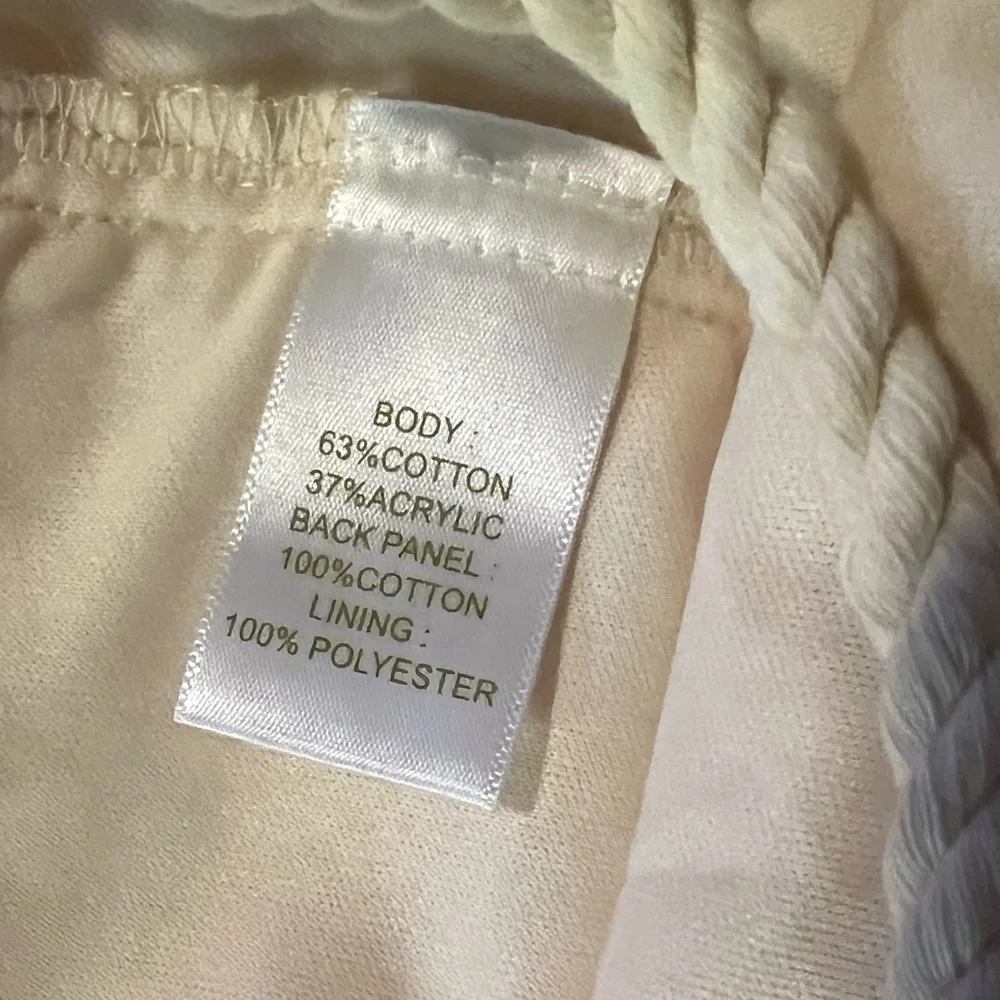 BODY :
63%COTTON
37%ACRYLIC
BACK PANEL :
100%COTTON
LINING :
100% POLYESTER